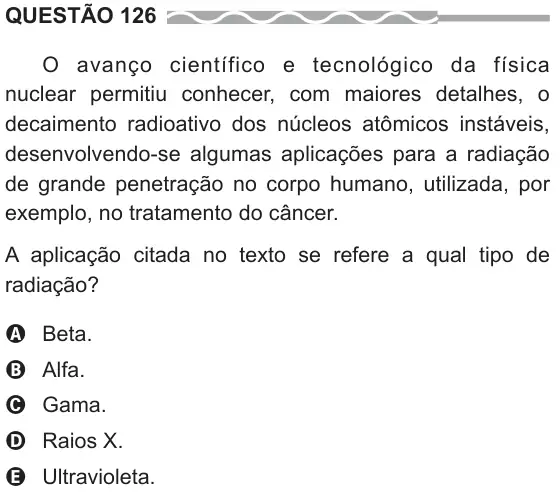 QUESTÃO 126
O avanço científico e tecnológico da física
nuclear permitiu conhecer, com maiores detalhes, o
decaimento radioativo dos núcleos atômicos instáveis,
desenvolvendo-se algumas aplicações para a radiação
de grande penetração no corpo humano, utilizada, por
exemplo, no tratamento do câncer.
A aplicação citada no texto se refere a qual tipo de
radiação?
A Beta.
B Alfa.
C Gama.
D Raios X.
E Ultravioleta.